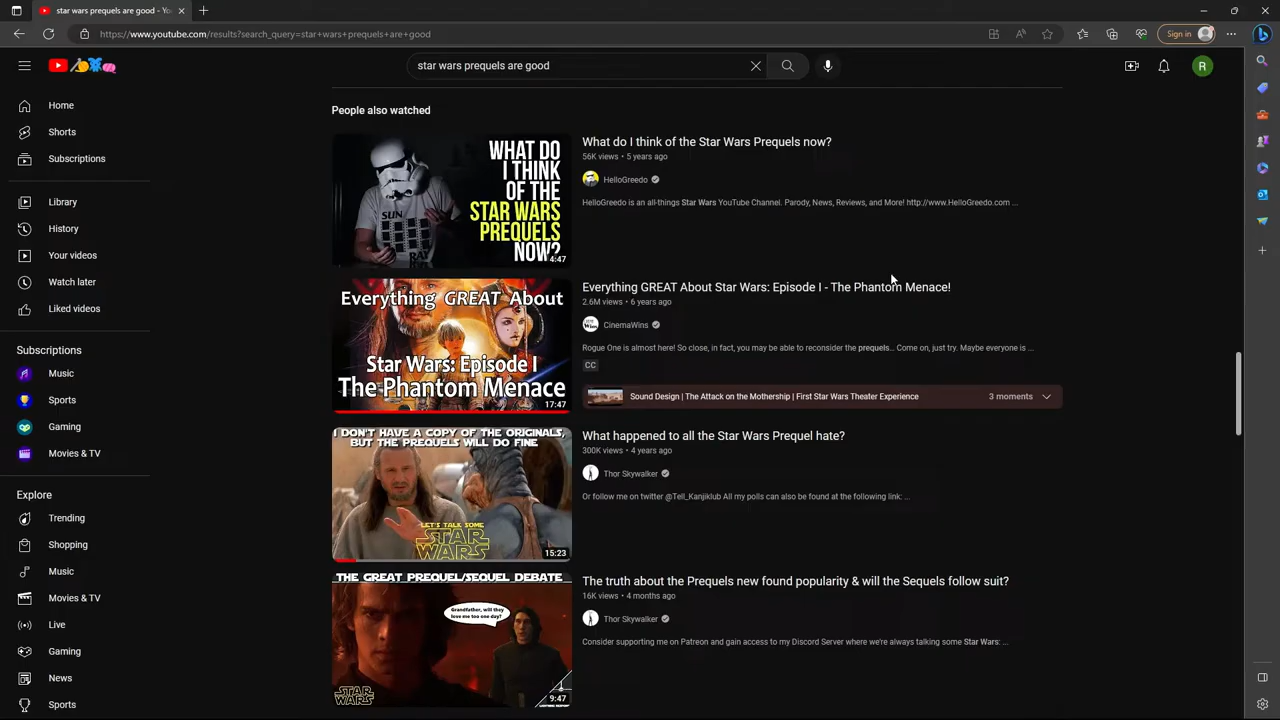 star wars prequels are good - Yo
https://www.youtube.com/results?search_query=star+wars+prequels+are+good
Sign in
star wars prequels are good
R
Home
Shorts
Subscriptions
Library
History
Your videos
Watch later
Liked videos
Subscriptions
Music
Sports
Gaming
Movies & TV
Explore
Trending
Shopping
Music
Movies & TV
Live
Gaming
News
Sports
People also watched
WHAT DO
I THINK
OF THE
STAR WARS
PREQUELS
NOW?
SUN
4:47
What do I think of the Star Wars Prequels now?
56K views • 5 years ago
HelloGreedo
HelloGreedo is an all-things Star Wars YouTube Channel. Parody, News, Reviews, and More! http://www.HelloGreedo.com ...
Everything GREAT About
Star Wars: Episode I
The Phantom Menace
17:47
Everything GREAT About Star Wars: Episode I - The Phantom Menace!
2.6M views • 6 years ago
CinemaWins
Rogue One is almost here! So close, in fact, you may be able to reconsider the prequels... Come on, just try. Maybe everyone is ...
CC
Sound Design | The Attack on the Mothership | First Star Wars Theater Experience
3 moments
I DON'T HAVE A COPY OF THE ORIGINALS,
BUT THE PREQUELS WILL DO FINE
LET'S TALK SOME
STAR
WARS
15:23
What happened to all the Star Wars Prequel hate?
300K views • 4 years ago
Thor Skywalker
Or follow me on twitter @Tell_Kanjiklub All my polls can also be found at the following link: ...
THE GREAT PREQUEL/SEQUEL DEBATE
Grandfather, will they
love me too one day?
STAR
WARS
9:47
The truth about the Prequels new found popularity & will the Sequels follow suit?
16K views • 4 months ago
Thor Skywalker
Consider supporting me on Patreon and gain access to my Discord Server where we're always talking some Star Wars: ...